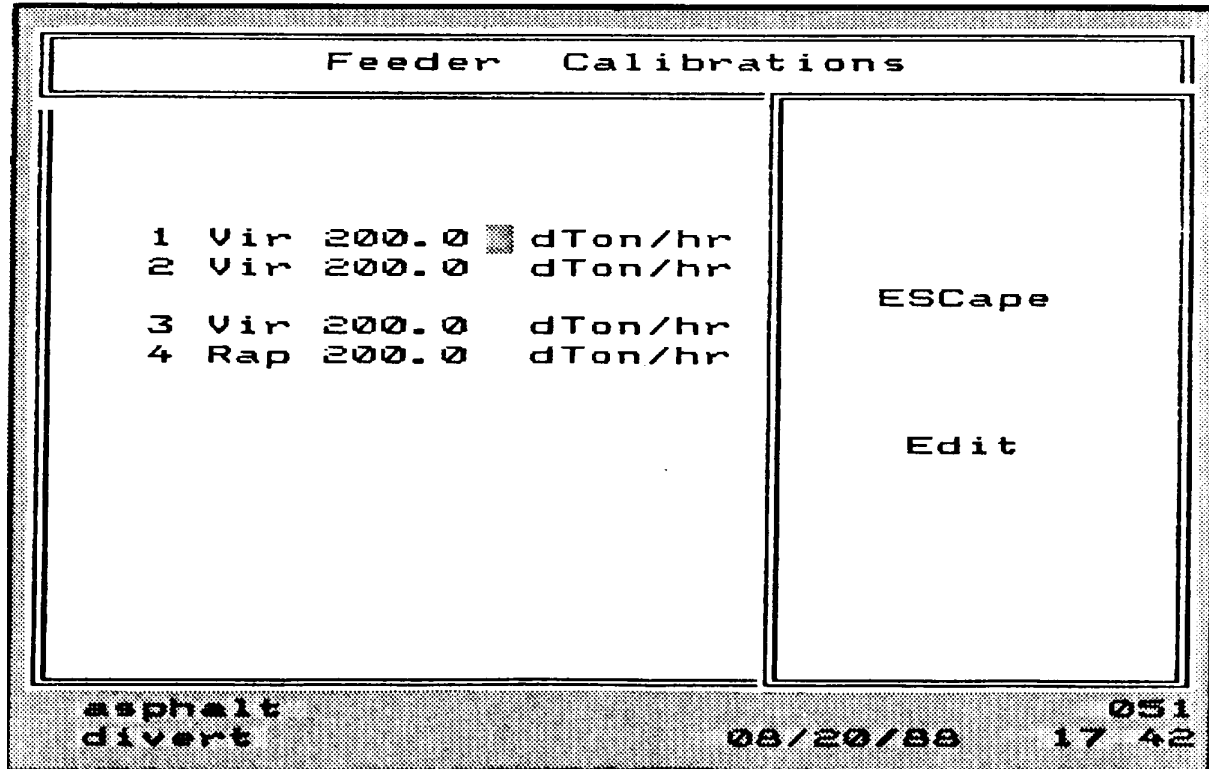 Feeder Calibrations
1 Vir 200.0 dTon/hr
2 Vir 200.0 dTon/hr
3 Vir 200.0 dTon/hr
4 Rap 200.0 dTon/hr
ESCape
Edit
asphalt 051
divert 08/20/88 17 42